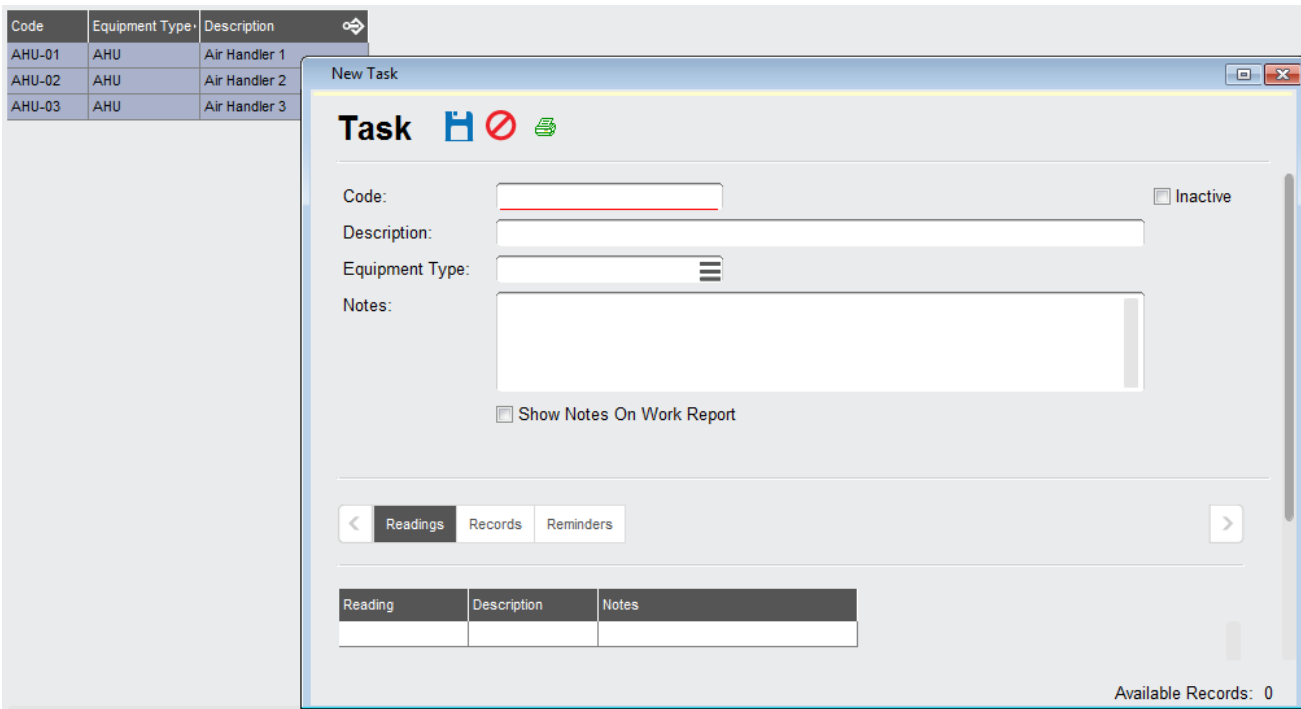 Code Equipment Type Description
AHU-01 AHU Air Handler 1
AHU-02 AHU Air Handler 2
AHU-03 AHU Air Handler 3
New Task
Task
Code:
Inactive
Description:
Equipment Type:
Notes:
Show Notes On Work Report
Readings Records Reminders
Reading Description Notes
Available Records: 0